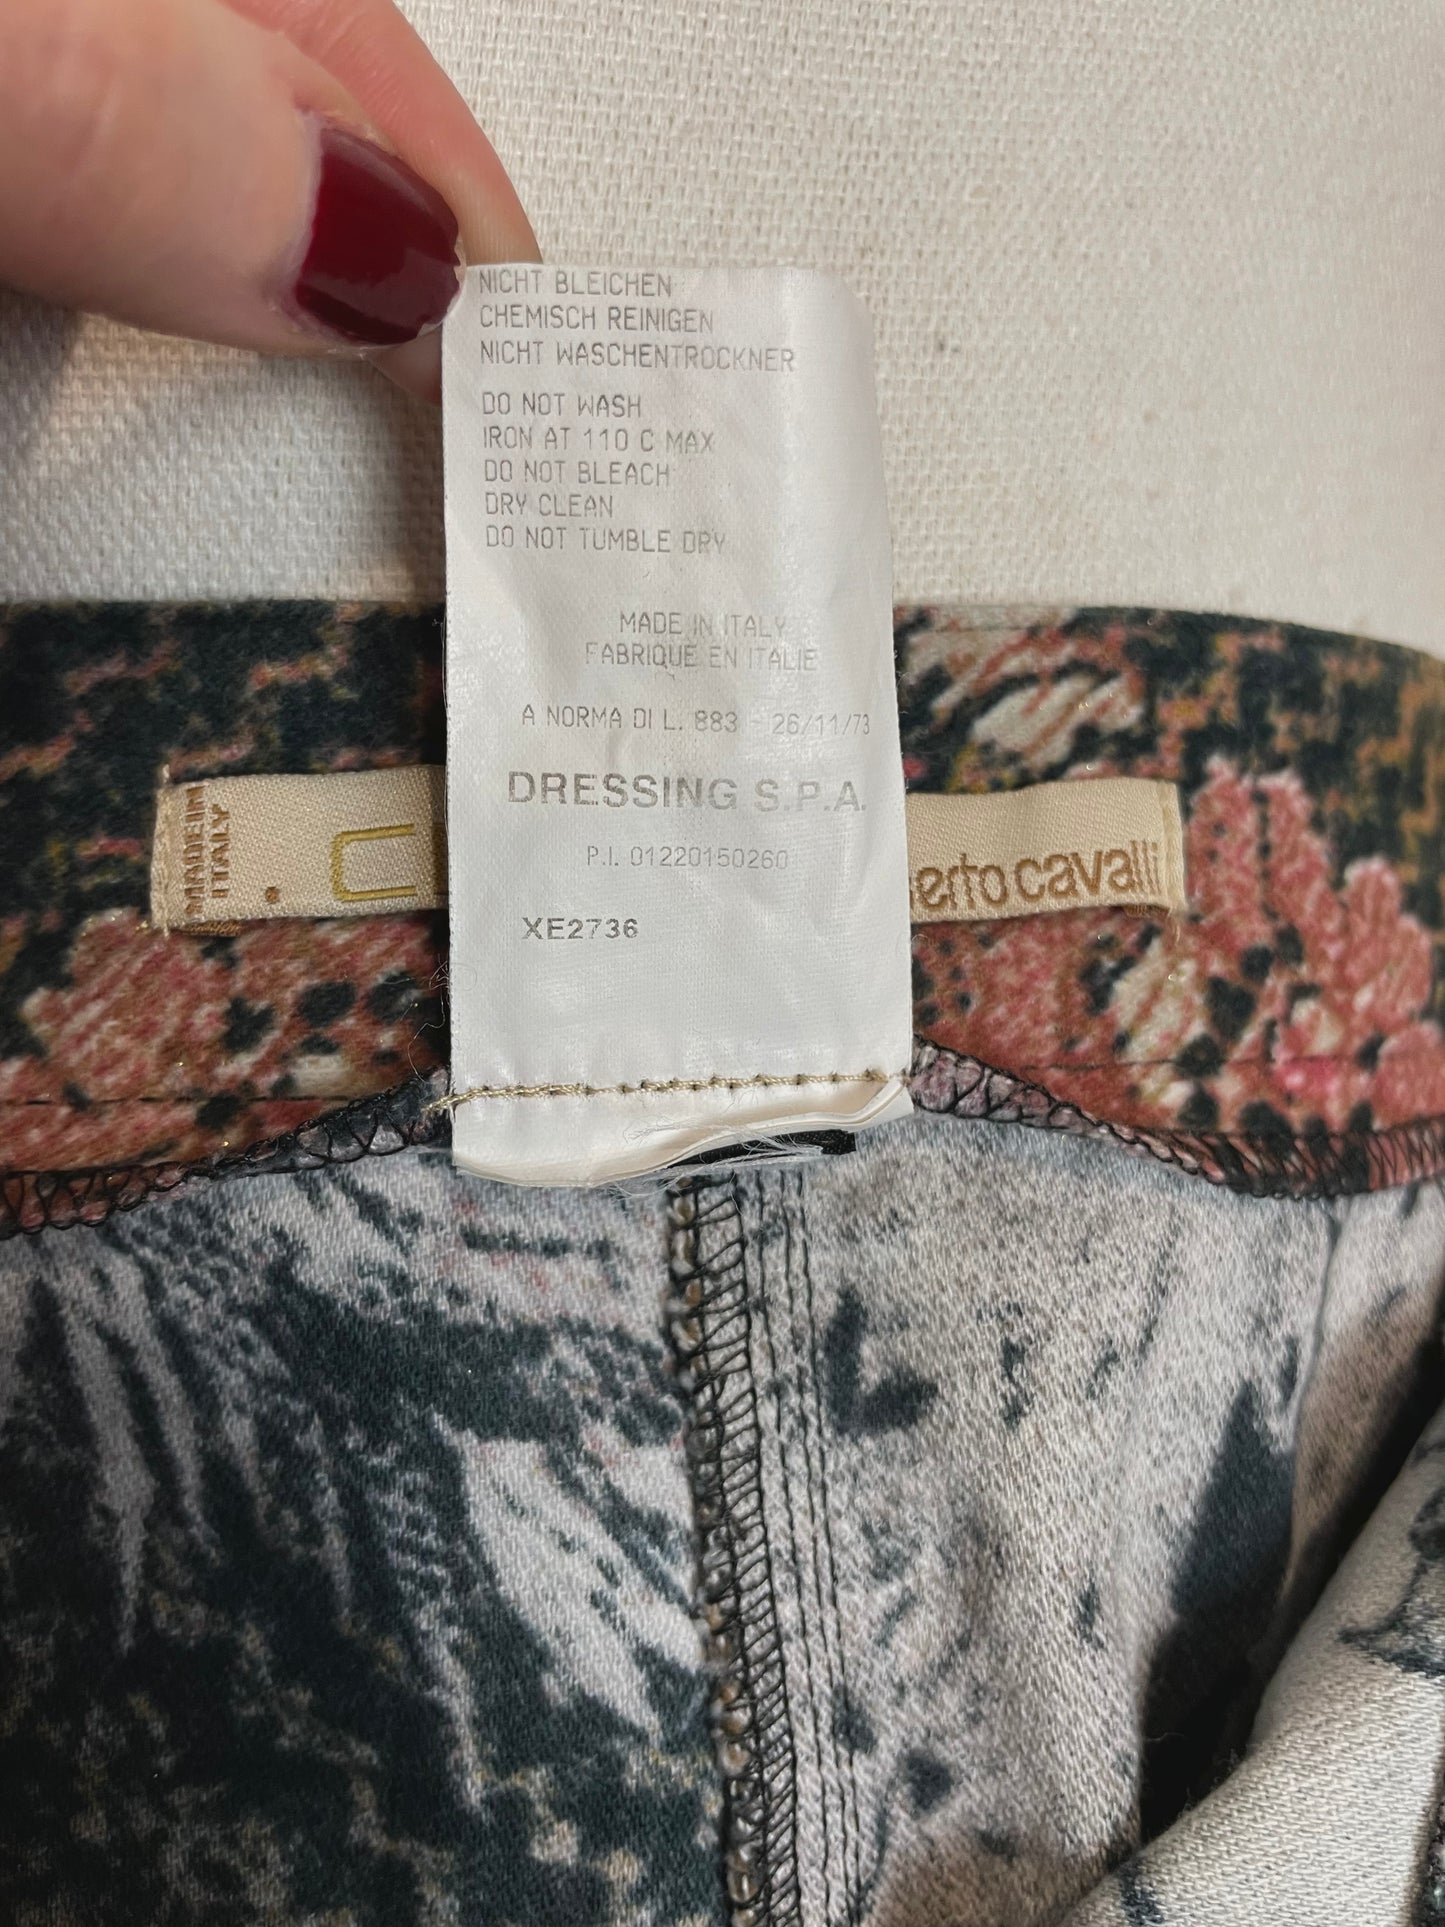 NICHT BLEICHEN
CHEMISCH REINIGEN
NICHT WASCHENTROCKNER
DO NOT WASH
IRON AT 110 C MAX
DO NOT BLEACH
DRY CLEAN
DO NOT TUMBLE DRY
MADE IN ITALY
FABRIQUE EN ITALIE
A NORMA DI L. 883 - 26/11/73
DRESSING S.P.A.
P.I. 01220150260
XE2736
MADE IN
ITALY
cavalli